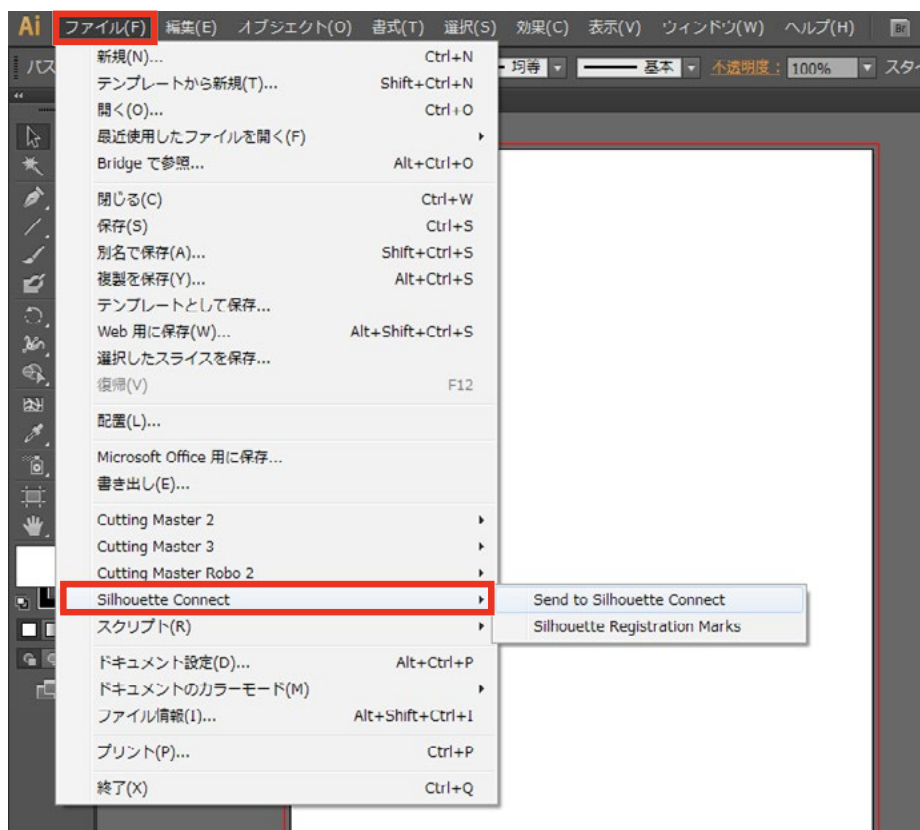 Ai ファイル(F) 編集(E) オブジェクト(O) 書式(T) 選択(S) 効果(C) 表示(V) ウィンドウ(W) ヘルプ(H) Br
パス 均等 基本 不透明度: 100% スタ
新規(N)... Ctrl+N
テンプレートから新規(T)... Shift+Ctrl+N
開く(O)... Ctrl+O
最近使用したファイルを開く(F)
Bridge で参照... Alt+Ctrl+O
閉じる(C) Ctrl+W
保存(S) Ctrl+S
別名で保存(A)... Shift+Ctrl+S
複製を保存(Y)... Alt+Ctrl+S
テンプレートとして保存...
Web 用に保存(W)... Alt+Shift+Ctrl+S
選択したスライスを保存...
復帰(V) F12
配置(L)...
Microsoft Office 用に保存...
書き出し(E)...
Cutting Master 2
Cutting Master 3
Cutting Master Robo 2
Silhouette Connect
Send to Silhouette Connect
スクリプト(R)
Silhouette Registration Marks
ドキュメント設定(D)... Alt+Ctrl+P
ドキュメントのカラーモード(M)
ファイル情報(I)... Alt+Shift+Ctrl+I
プリント(P)... Ctrl+P
終了(X) Ctrl+Q